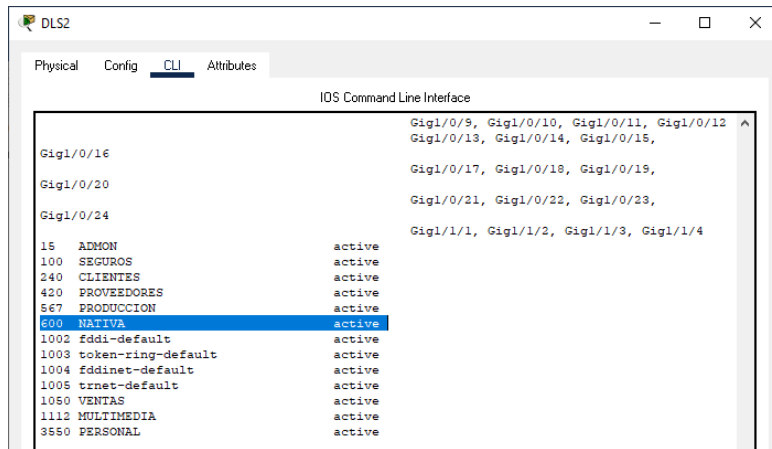 DLS2
Physical Config CLI Attributes
IOS Command Line Interface
Gig1/0/9, Gig1/0/10, Gig1/0/11, Gig1/0/12
Gig1/0/13, Gig1/0/14, Gig1/0/15,
Gig1/0/16
Gig1/0/17, Gig1/0/18, Gig1/0/19,
Gig1/0/20
Gig1/0/21, Gig1/0/22, Gig1/0/23,
Gig1/0/24
Gig1/1/1, Gig1/1/2, Gig1/1/3, Gig1/1/4
15 ADMON active
100 SEGUROS active
240 CLIENTES active
420 PROVEEDORES active
567 PRODUCCION active
600 NATIVA active
1002 fddi-default active
1003 token-ring-default active
1004 fddinet-default active
1005 trnet-default active
1050 VENTAS active
1112 MULTIMEDIA active
3550 PERSONAL active